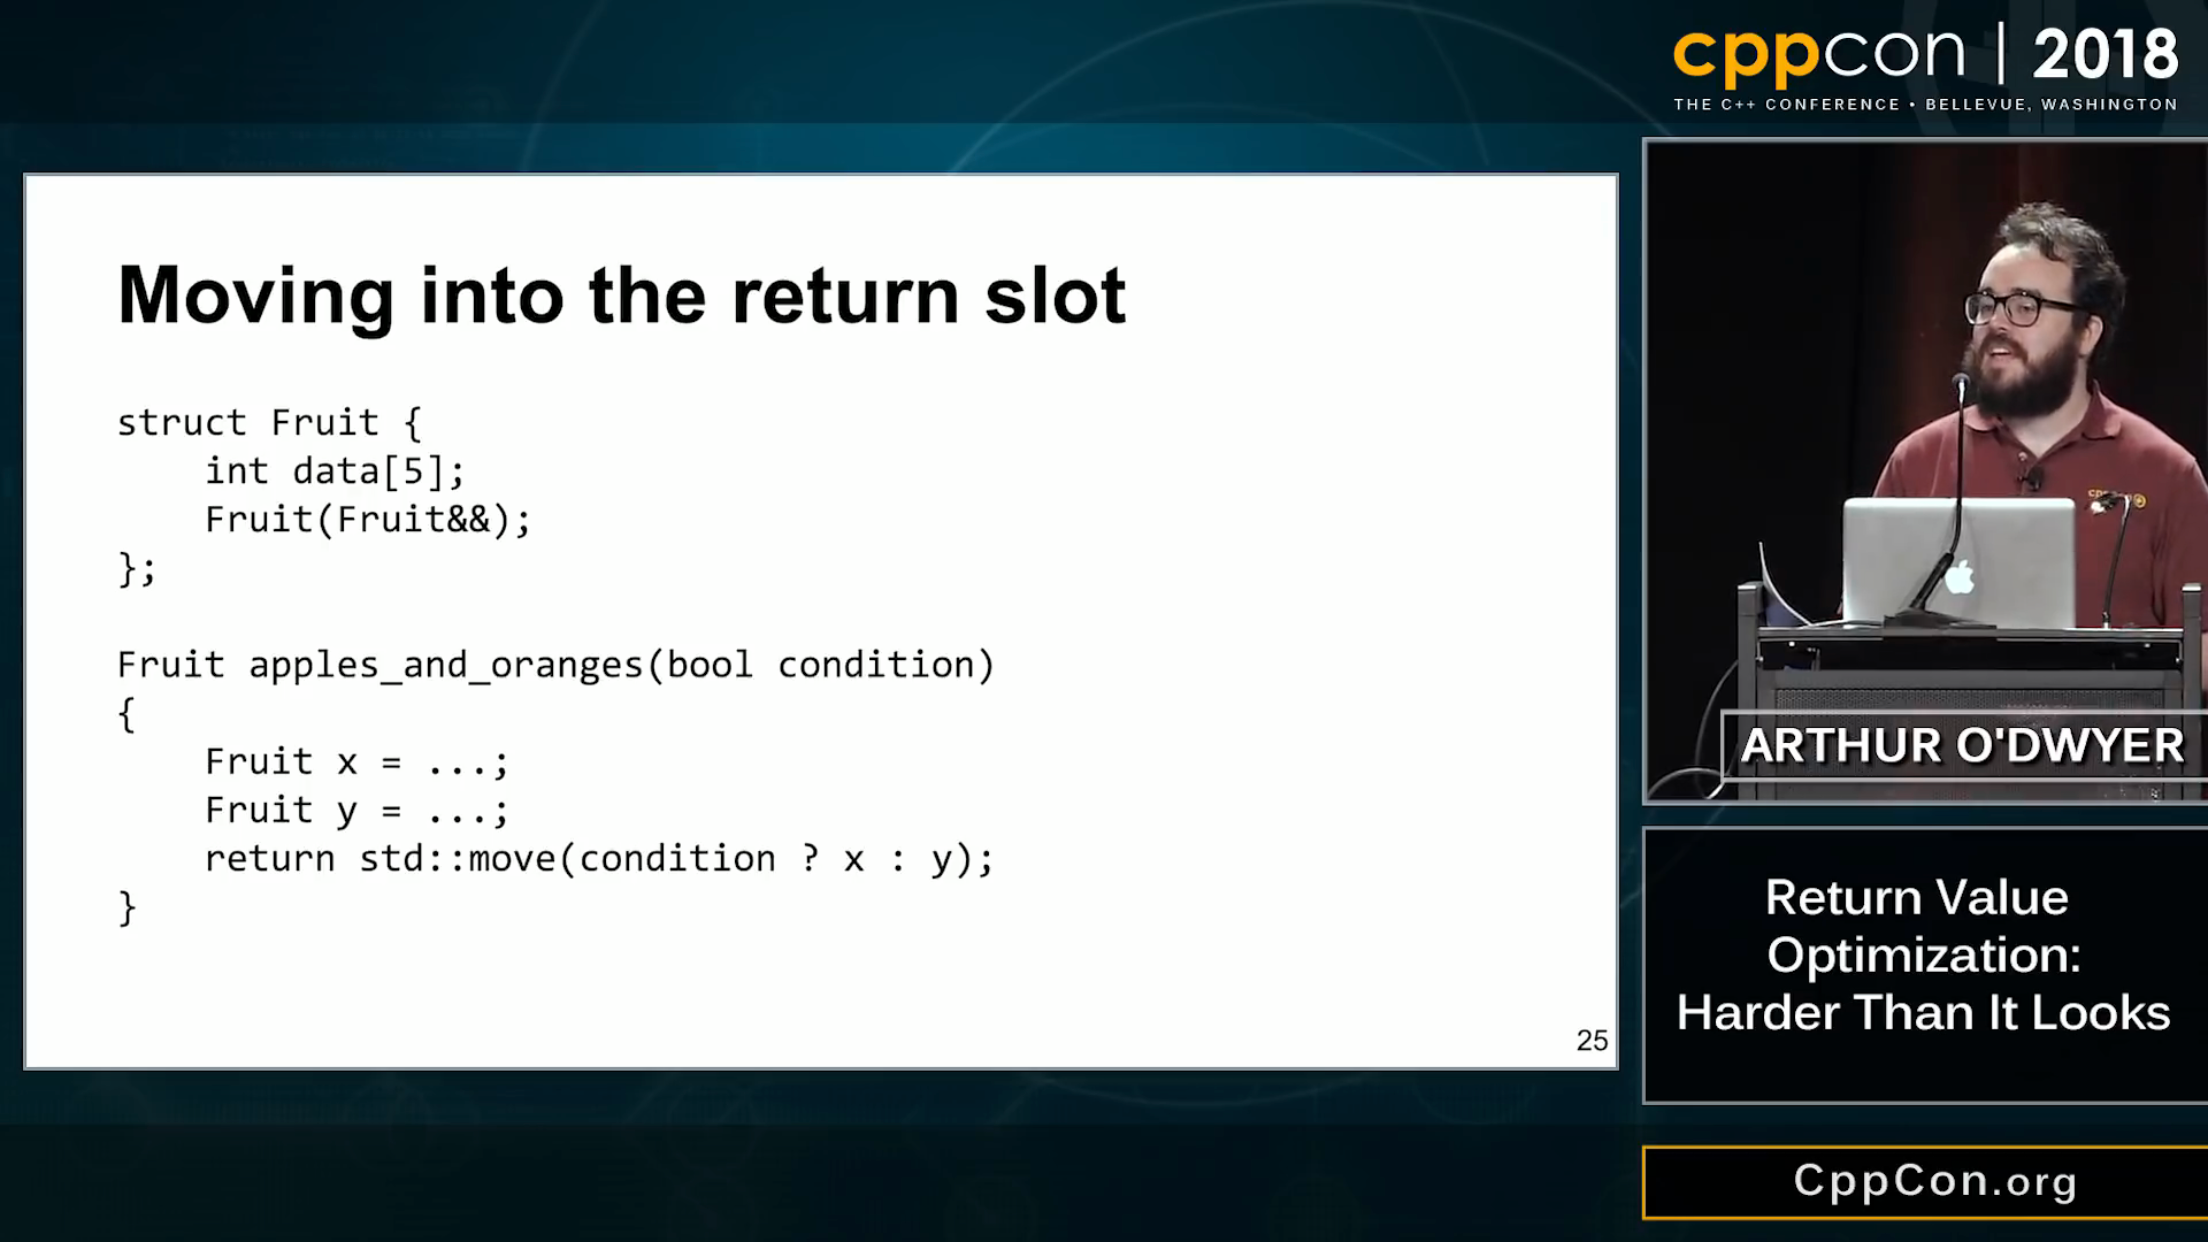 cppcon | 2018
THE C++ CONFERENCE • BELLEVUE, WASHINGTON
Moving into the return slot
struct Fruit {
    int data[5];
    Fruit(Fruit&&);
};
Fruit apples_and_oranges(bool condition)
{
    Fruit x = ...;
    Fruit y = ...;
    return std::move(condition ? x : y);
}
25
ARTHUR O'DWYER
Return Value
Optimization:
Harder Than It Looks
CppCon.org